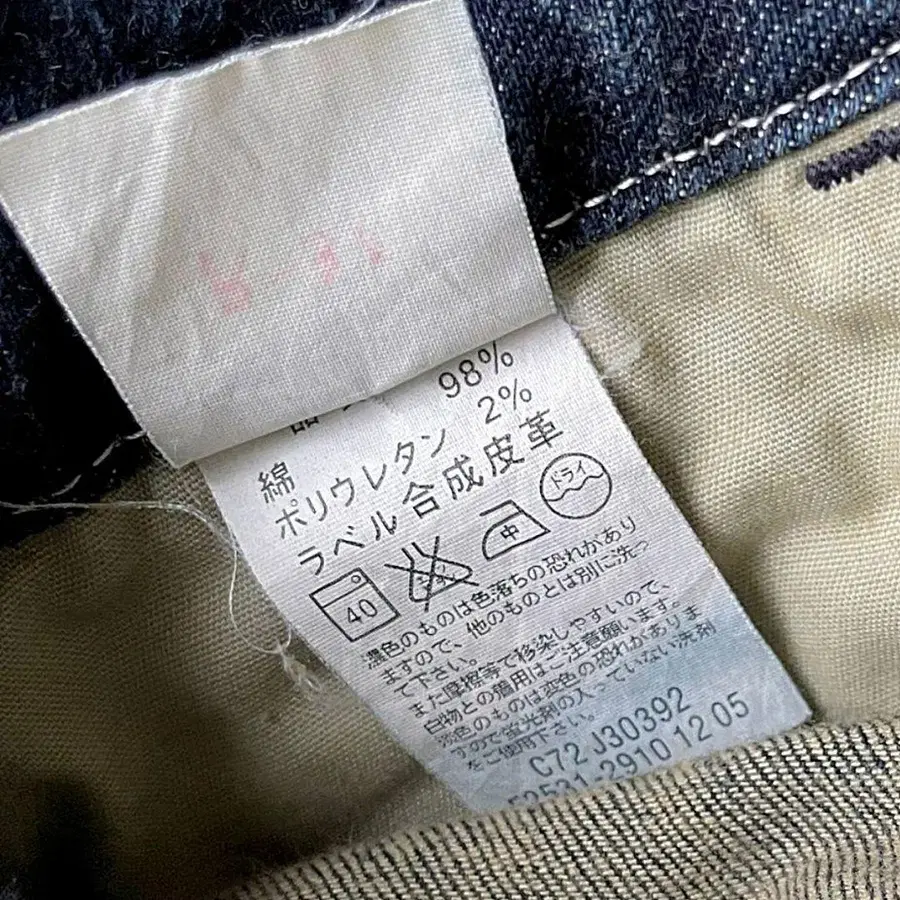 98%
綿
ポリウレタン 2%
ラベル 合成皮革
40 中 ドライ
濃色のものは色落ちの恐れがあり
ますので、他のものとは別に洗っ
て下さい。
また摩擦等で移染しやすいので、
白物との着用はご注意願います。
淡色のものは変色の恐れがありま
すので蛍光剤の入っていない洗剤
をご使用下さい。
C72 J30392
E2531-2910 12 05